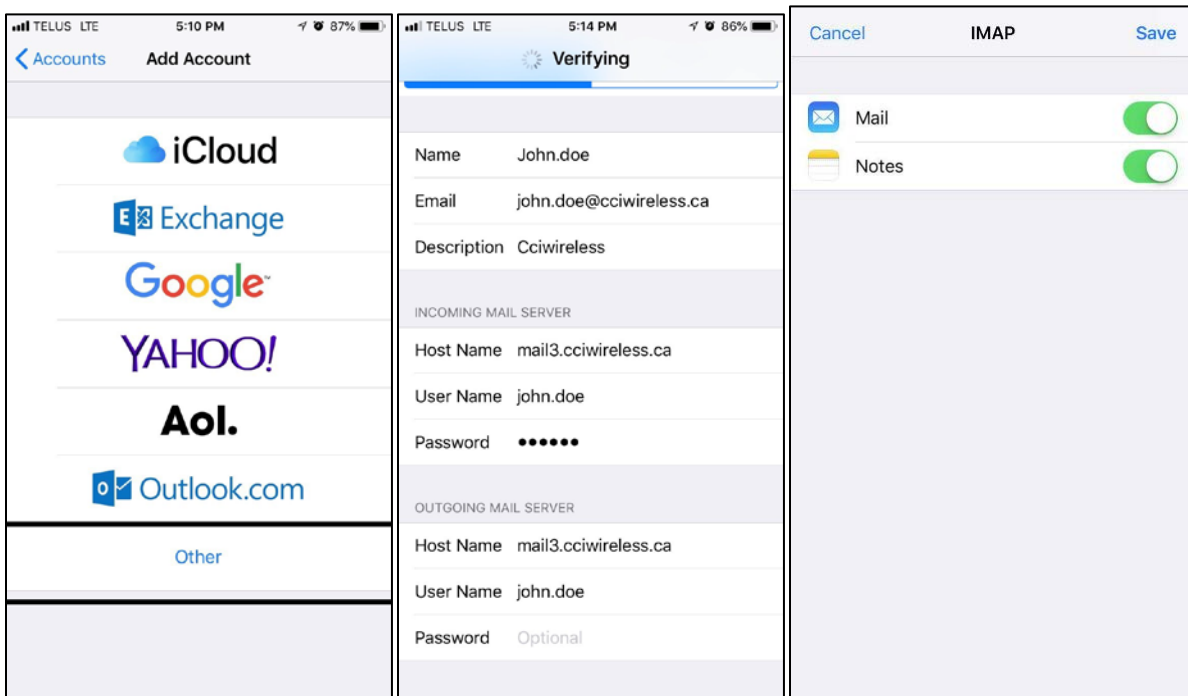 TELUS LTE 5:10 PM 87%
Accounts Add Account
iCloud
Exchange
Google
YAHOO!
Aol.
Outlook.com
Other
TELUS LTE 5:14 PM 86%
Verifying
Name John.doe
Email john.doe@cciwireless.ca
Description Cciwireless
INCOMING MAIL SERVER
Host Name mail3.cciwireless.ca
User Name john.doe
Password ••••••
OUTGOING MAIL SERVER
Host Name mail3.cciwireless.ca
User Name john.doe
Password Optional
Cancel IMAP Save
Mail
Notes